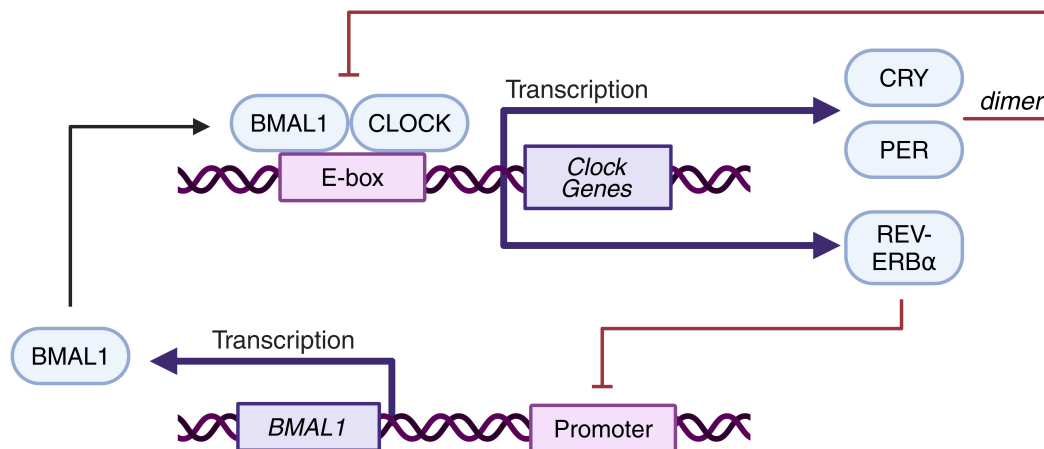 Transcription
CRY
dimer
BMAL1
CLOCK
PER
E-box
Clock
Genes
REV-
ERBα
Transcription
BMAL1
BMAL1
Promoter